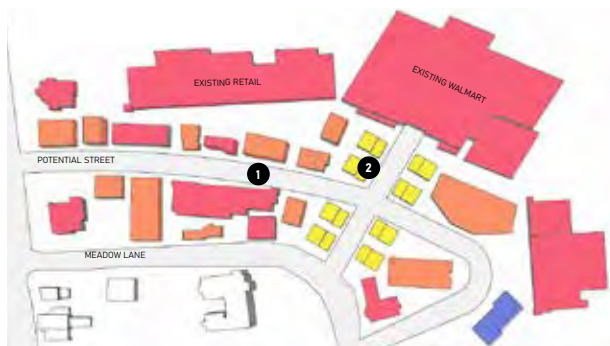 EXISTING RETAIL
EXISTING WALMART
POTENTIAL STREET
1
2
MEADOW LANE